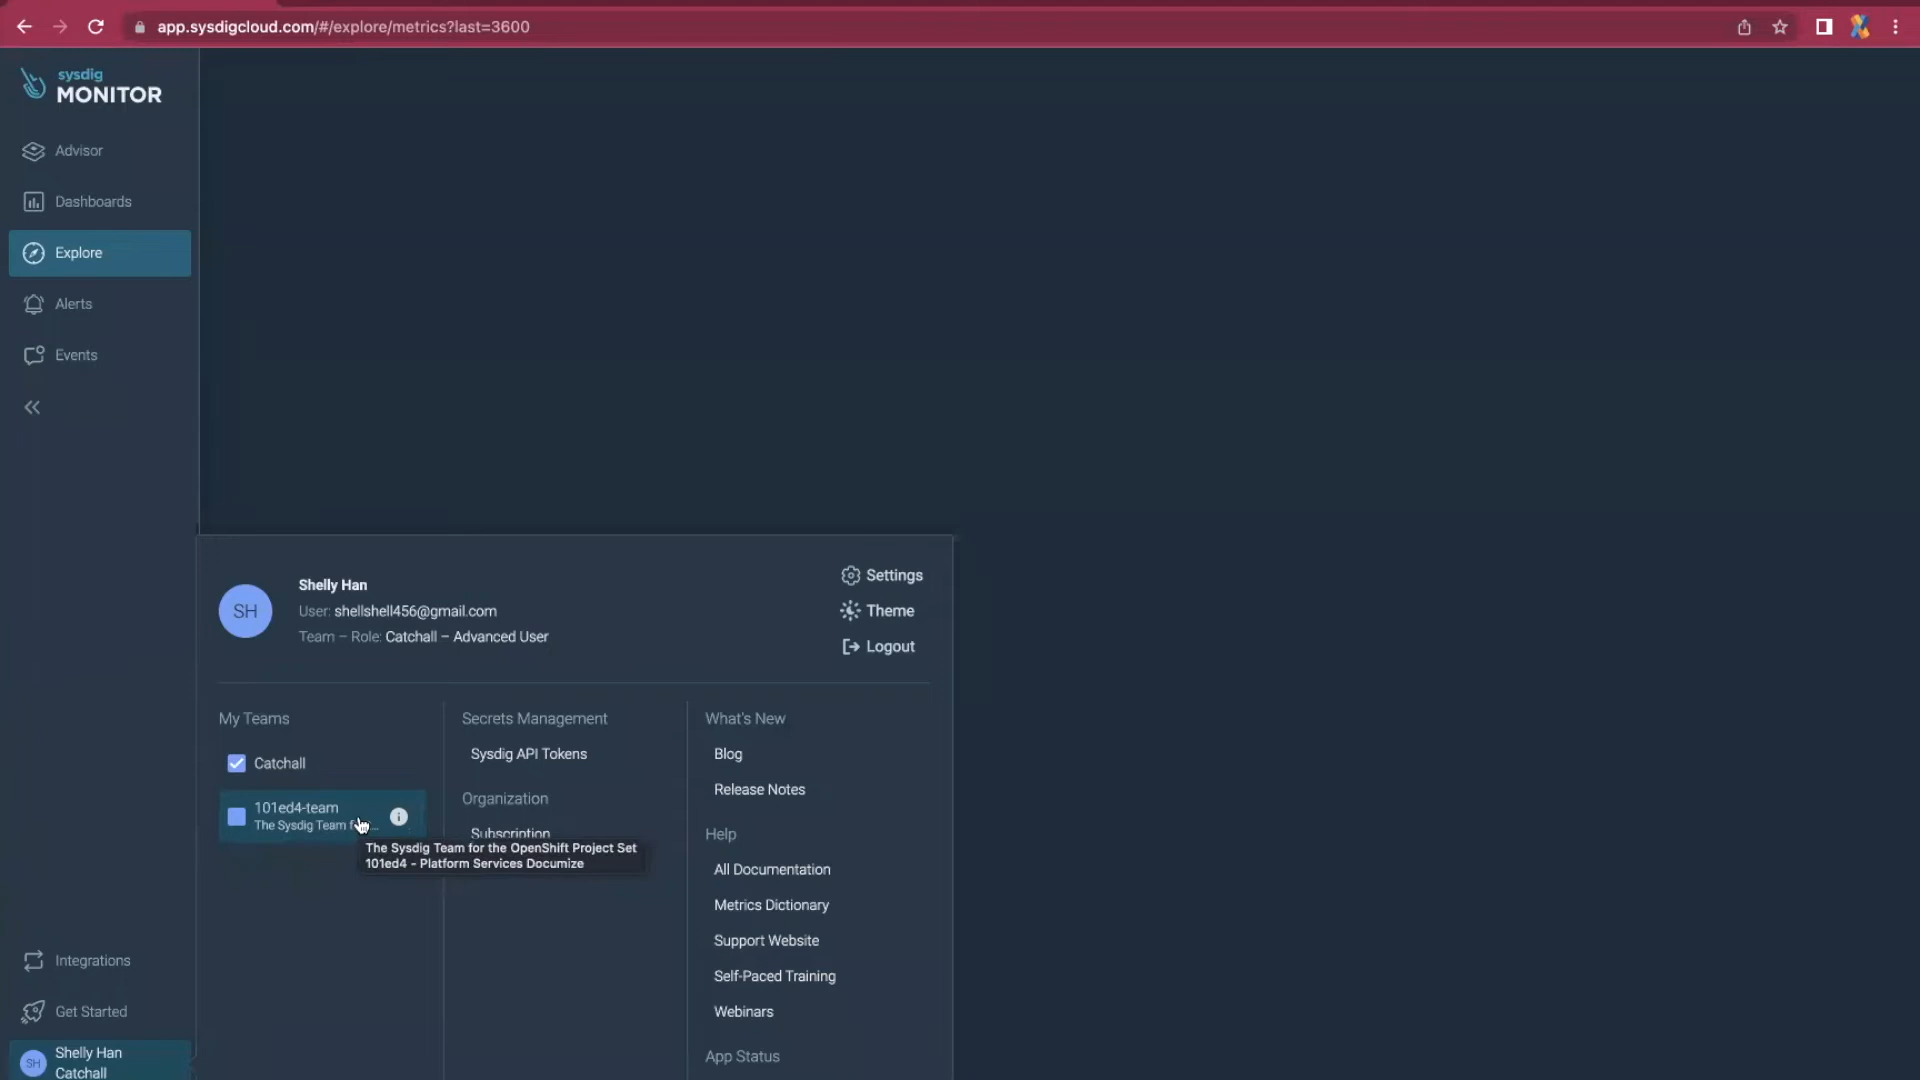 app.sysdigcloud.com/#/explore/metrics?last=3600
sysdig
MONITOR
Advisor
Dashboards
Explore
Alerts
Events
Shelly Han
User: shellshell456@gmail.com
Team – Role: Catchall – Advanced User
Settings
Theme
Logout
SH
My Teams
Catchall
101ed4-team
The Sysdig Team f...
The Sysdig Team for the OpenShift Project Set
101ed4 - Platform Services Documize
Secrets Management
Sysdig API Tokens
Organization
Subscription
What's New
Blog
Release Notes
Help
All Documentation
Metrics Dictionary
Support Website
Self-Paced Training
Webinars
App Status
Integrations
Get Started
SH
Shelly Han
Catchall